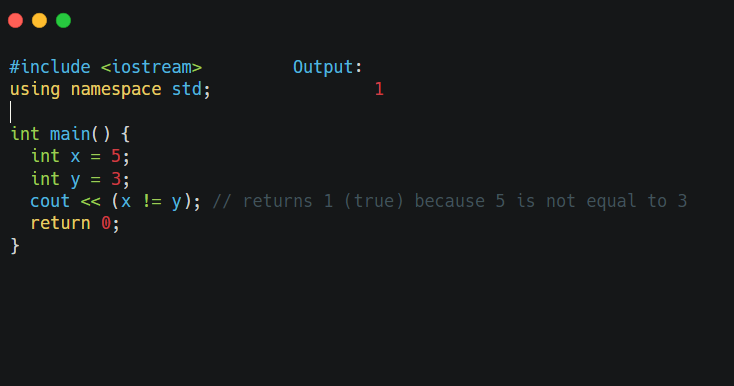 #include <iostream>        Output:
using namespace std;                1

int main() {
  int x = 5;
  int y = 3;
  cout << (x != y); // returns 1 (true) because 5 is not equal to 3
  return 0;
}